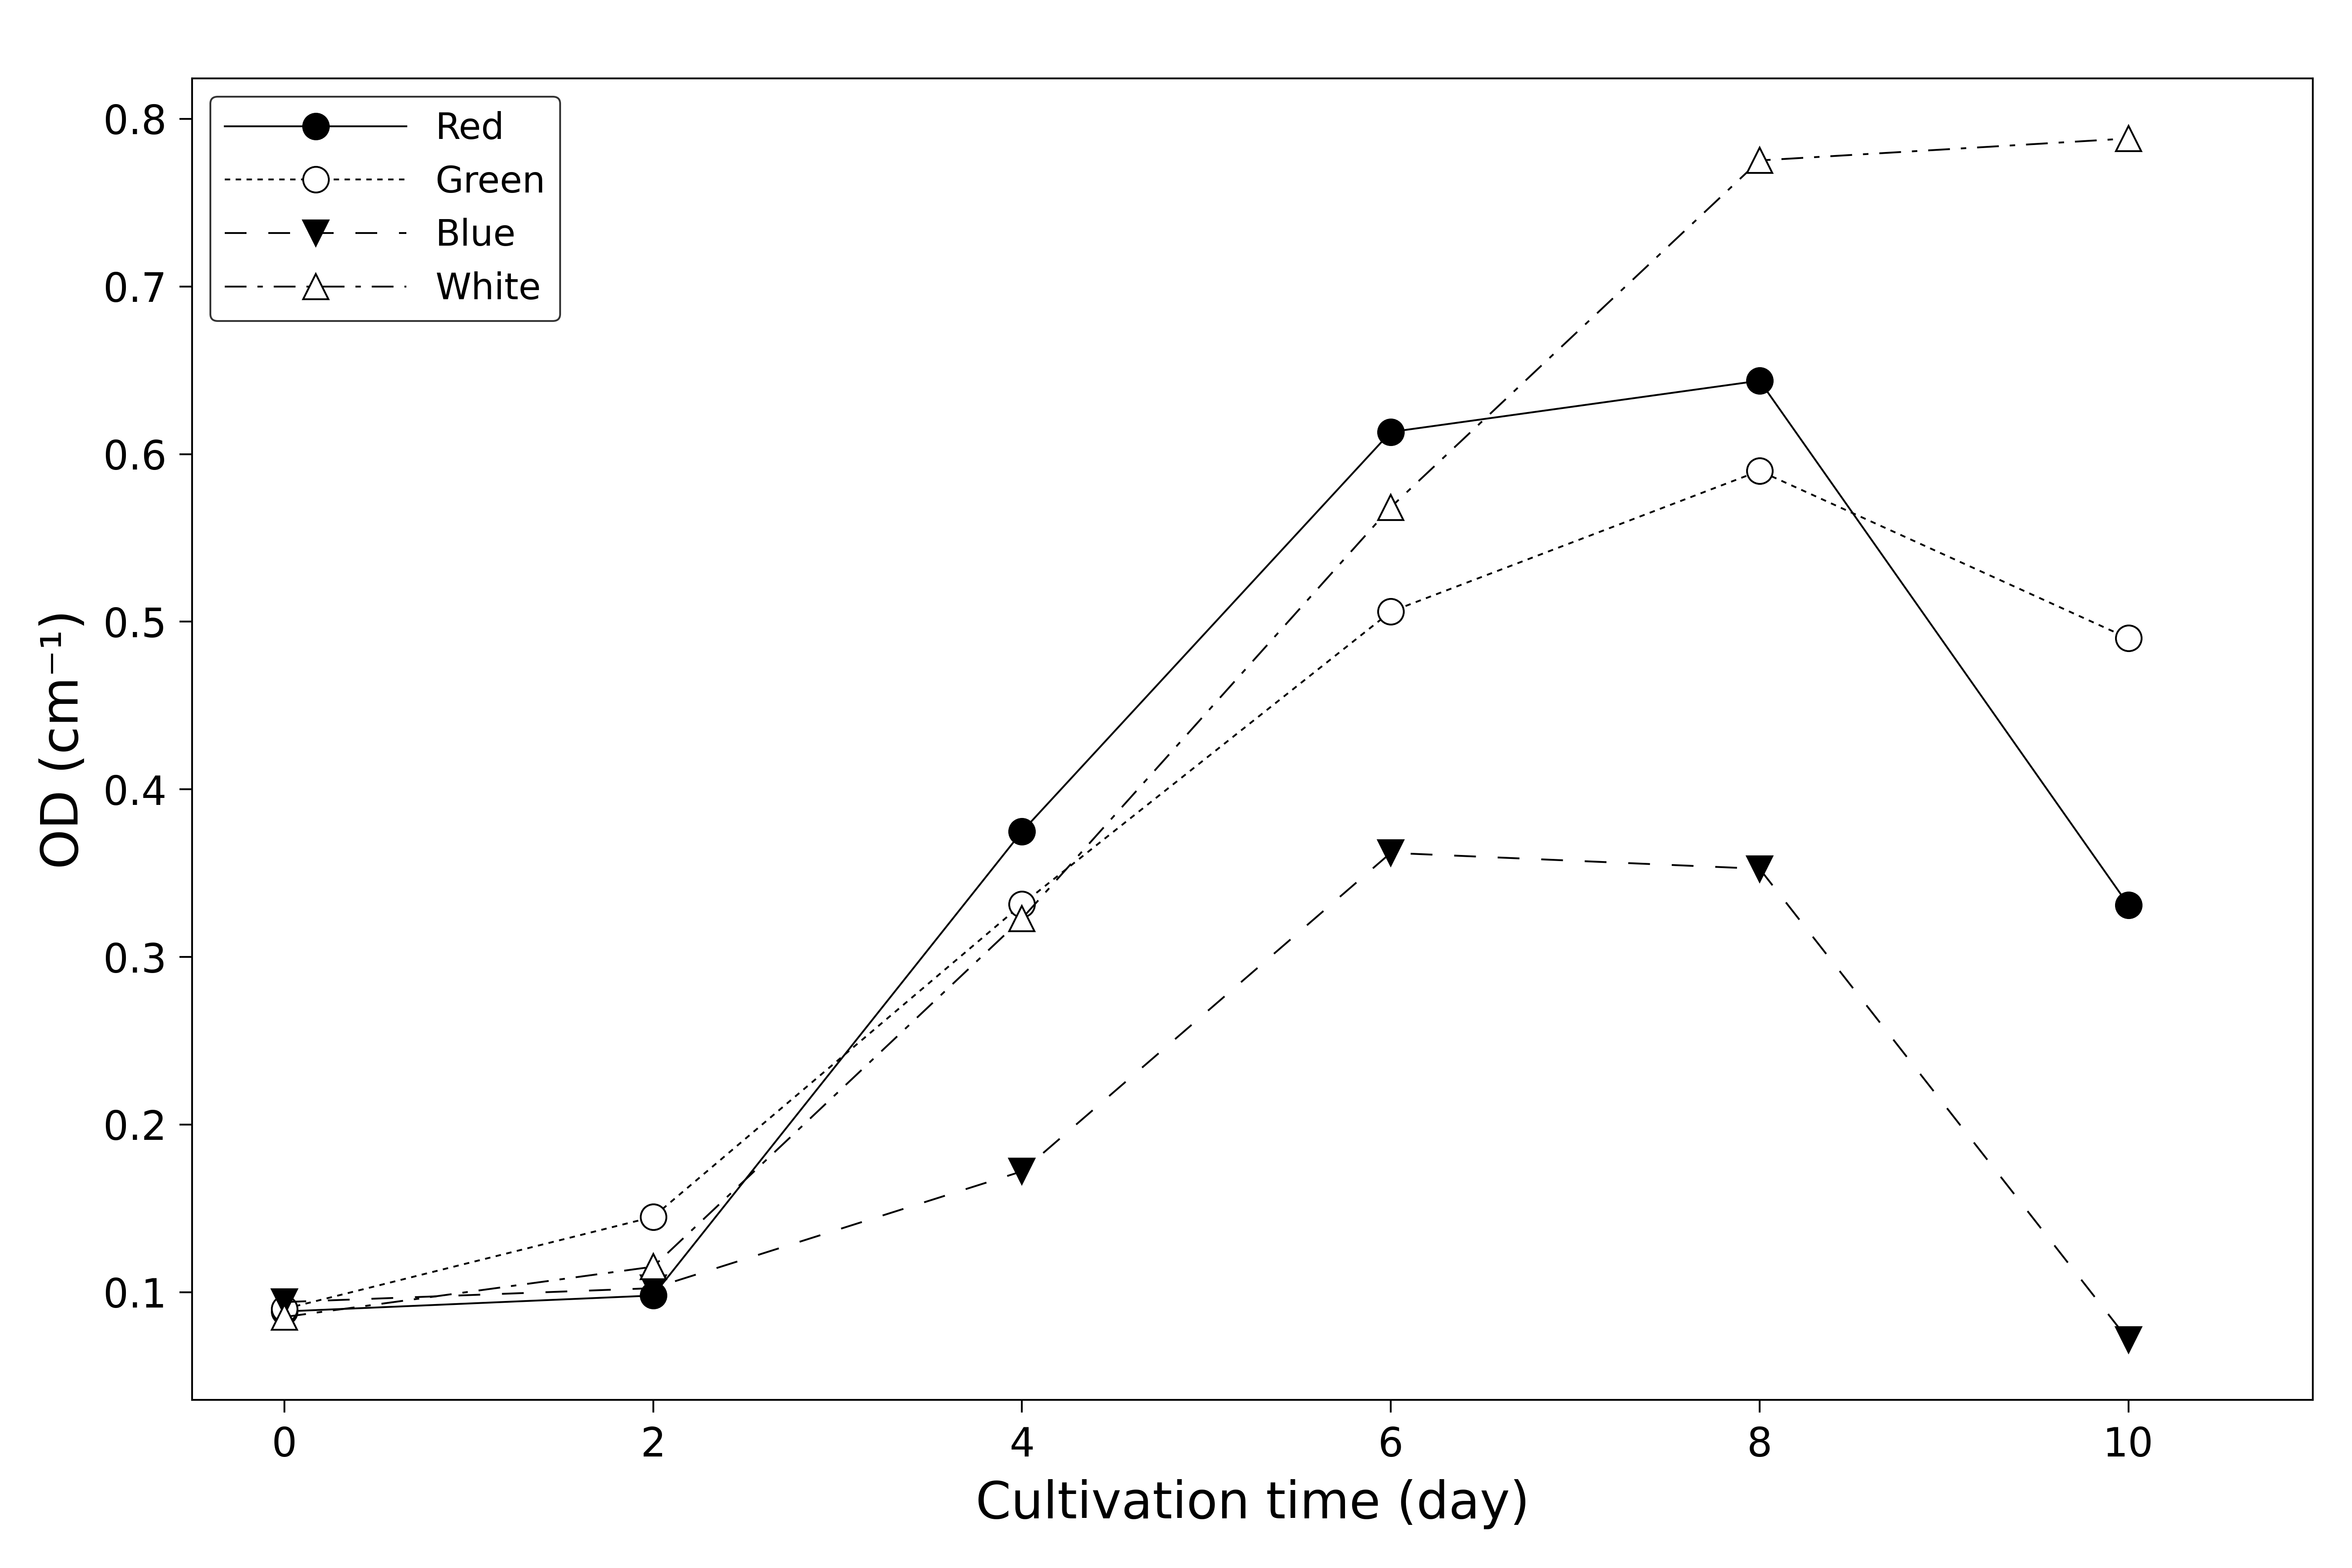 Red
Green
Blue
White
0.8
0.7
0.6
0.5
0.4
0.3
0.2
0.1
OD (cm⁻¹)
0 2 4 6 8 10
Cultivation time (day)